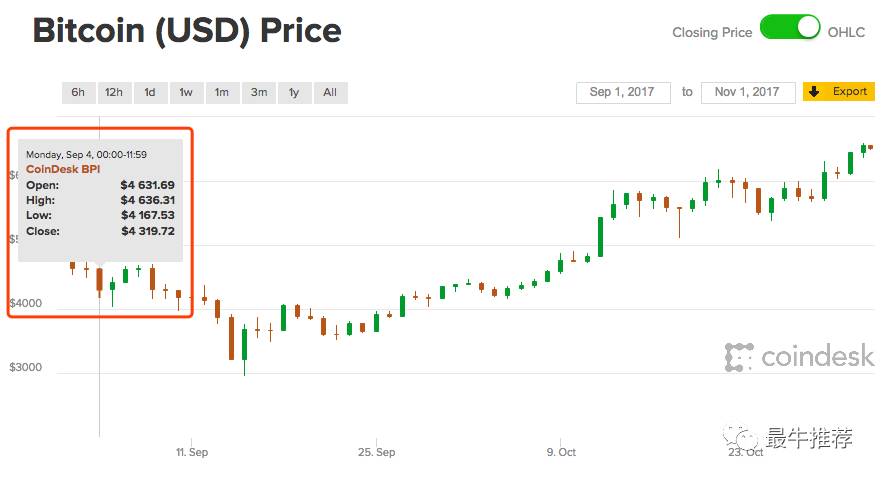 Bitcoin (USD) Price
Closing Price OHLC
6h 12h 1d 1w 1m 3m 1y All
Sep 1, 2017 to Nov 1, 2017 Export
Monday, Sep 4, 00:00-11:59
CoinDesk BPI
Open: $4 631.69
High: $4 636.31
Low: $4 167.53
Close: $4 319.72
$4000
$3000
coindesk
最牛推荐
11. Sep 25. Sep 9. Oct 23. Oct